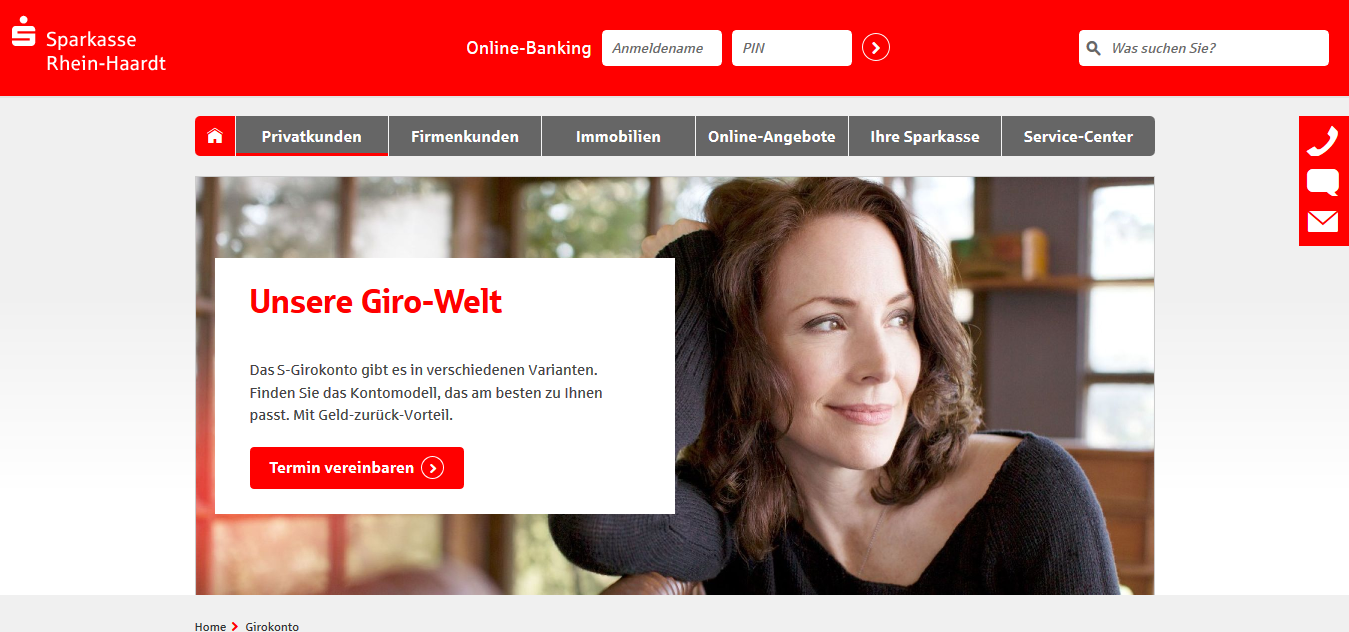 Sparkasse
Rhein-Haardt
Online-Banking Anmeldename PIN
Was suchen Sie?
Privatkunden Firmenkunden Immobilien Online-Angebote Ihre Sparkasse Service-Center
Unsere Giro-Welt
Das S-Girokonto gibt es in verschiedenen Varianten.
Finden Sie das Kontomodell, das am besten zu Ihnen
passt. Mit Geld-zurück-Vorteil.
Termin vereinbaren
Home Girokonto